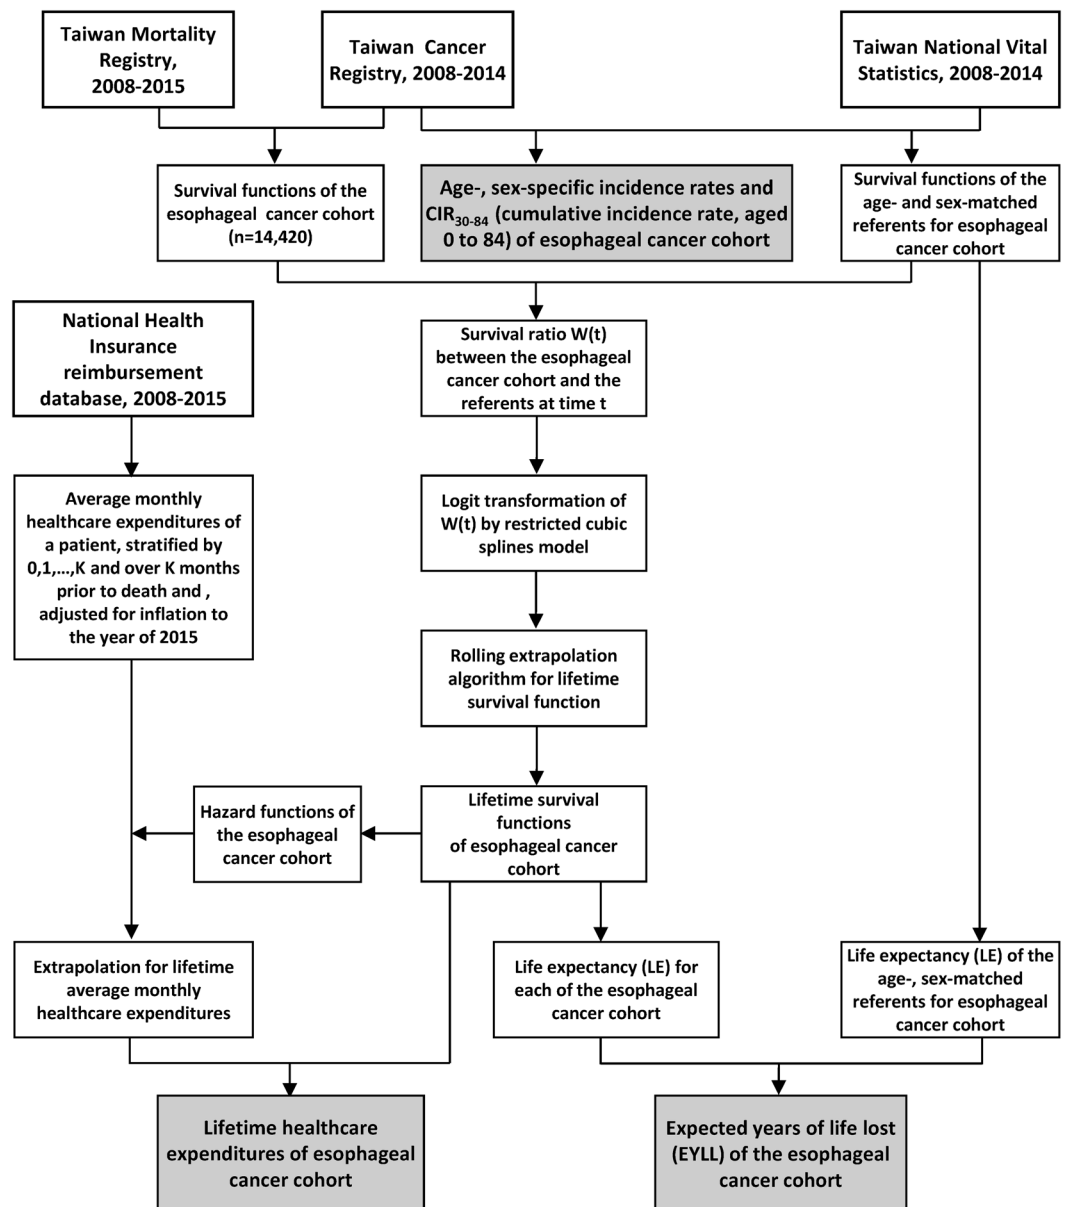 Taiwan Mortality
Registry,
2008-2015
Taiwan Cancer
Registry, 2008-2014
Taiwan National Vital
Statistics, 2008-2014
Survival functions of the
esophageal cancer cohort
(n=14,420)
Age-, sex-specific incidence rates and
CIR30-84 (cumulative incidence rate, aged
0 to 84) of esophageal cancer cohort
Survival functions of the
age- and sex-matched
referents for esophageal
cancer cohort
National Health
Insurance
reimbursement
database, 2008-2015
Survival ratio W(t)
between the esophageal
cancer cohort and the
referents at time t
Average monthly
healthcare expenditures of
a patient, stratified by
0,1,…,K and over K months
prior to death and ,
adjusted for inflation to
the year of 2015
Logit transformation of
W(t) by restricted cubic
splines model
Rolling extrapolation
algorithm for lifetime
survival function
Hazard functions of
the esophageal
cancer cohort
Lifetime survival
functions
of esophageal cancer
cohort
Extrapolation for lifetime
average monthly
healthcare expenditures
Life expectancy (LE) for
each of the esophageal
cancer cohort
Life expectancy (LE) of the
age-, sex-matched
referents for esophageal
cancer cohort
Lifetime healthcare
expenditures of esophageal
cancer cohort
Expected years of life lost
(EYLL) of the esophageal
cancer cohort